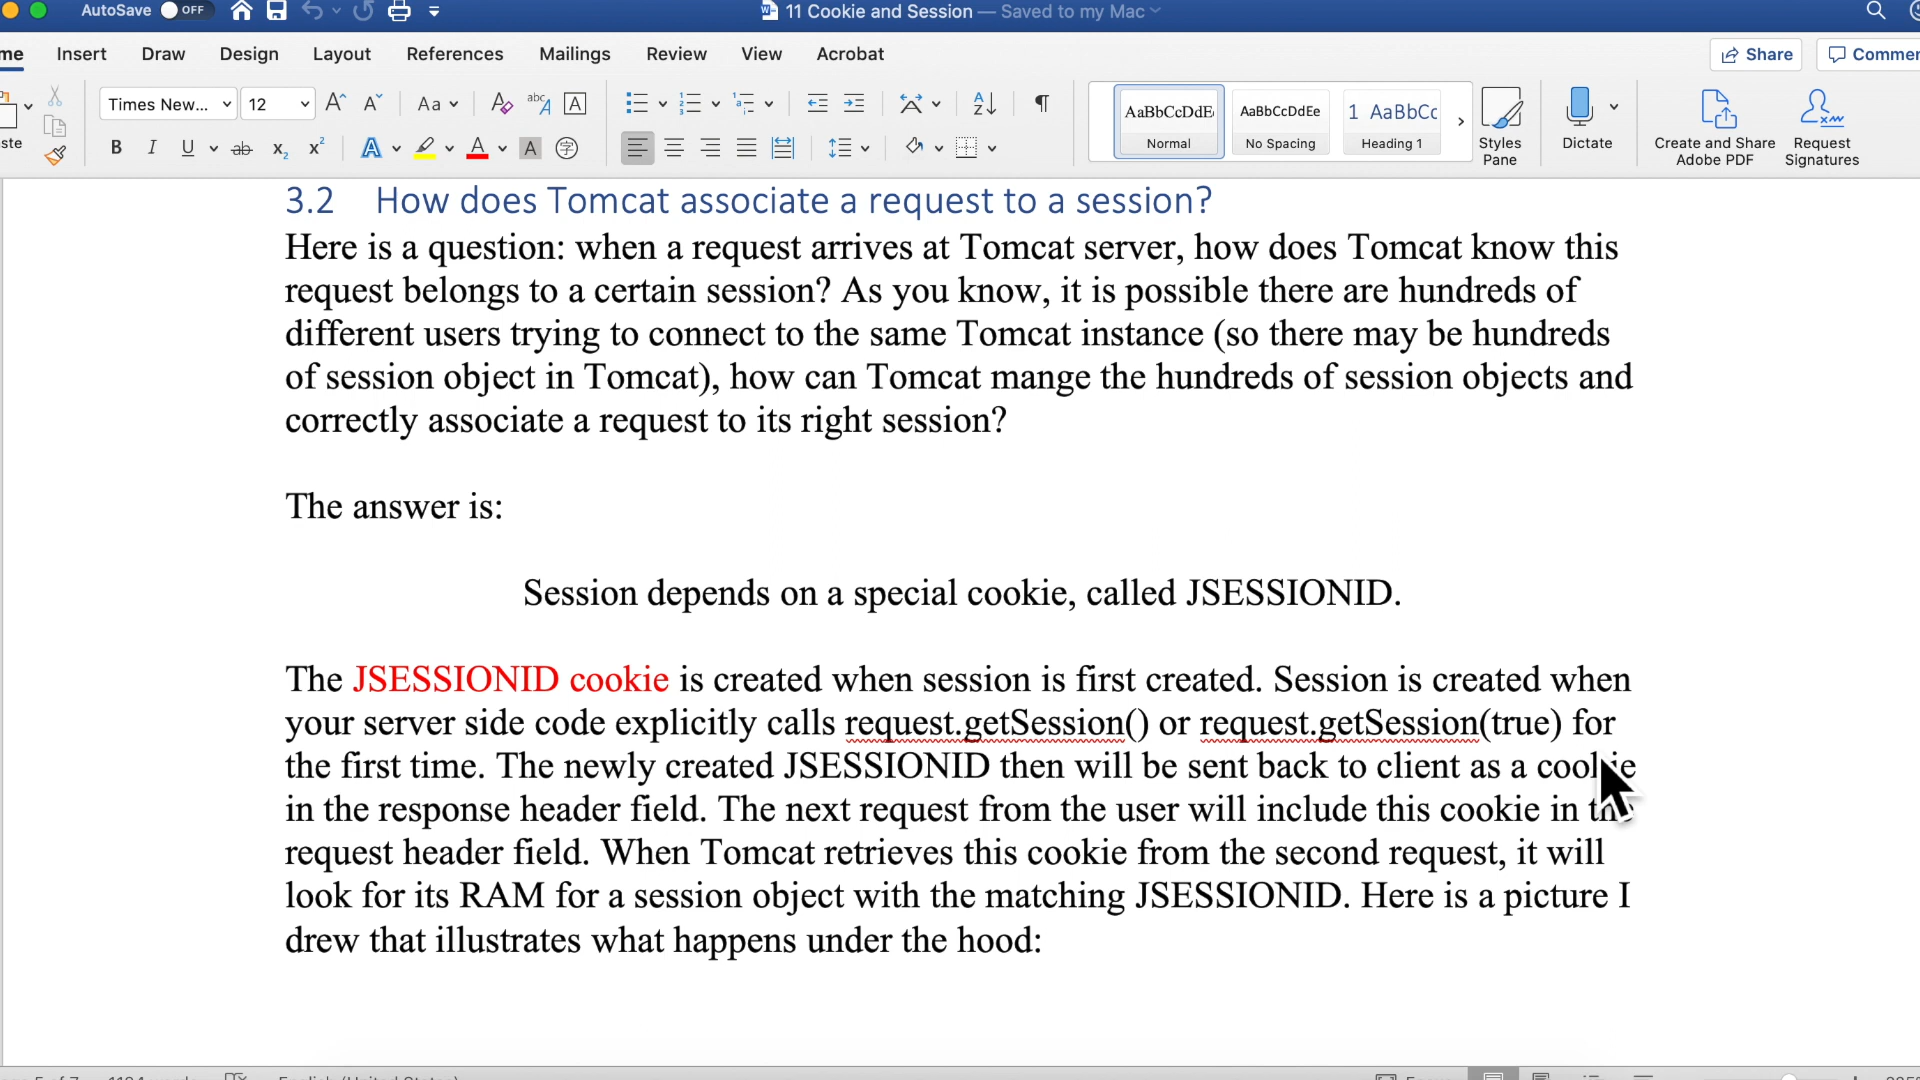 AutoSave OFF
11 Cookie and Session — Saved to my Mac
me Insert Draw Design Layout References Mailings Review View Acrobat Share Commen
Times New... 12 Aa
AaBbCcDdE AaBbCcDdEe 1 AaBbCc
Normal No Spacing Heading 1
Styles Pane
Dictate
Create and Share Adobe PDF
Request Signatures
ste
3.2 How does Tomcat associate a request to a session?
Here is a question: when a request arrives at Tomcat server, how does Tomcat know this
request belongs to a certain session? As you know, it is possible there are hundreds of
different users trying to connect to the same Tomcat instance (so there may be hundreds
of session object in Tomcat), how can Tomcat mange the hundreds of session objects and
correctly associate a request to its right session?
The answer is:
Session depends on a special cookie, called JSESSIONID.
The JSESSIONID cookie is created when session is first created. Session is created when
your server side code explicitly calls request.getSession() or request.getSession(true) for
the first time. The newly created JSESSIONID then will be sent back to client as a cookie
in the response header field. The next request from the user will include this cookie in the
request header field. When Tomcat retrieves this cookie from the second request, it will
look for its RAM for a session object with the matching JSESSIONID. Here is a picture I
drew that illustrates what happens under the hood: